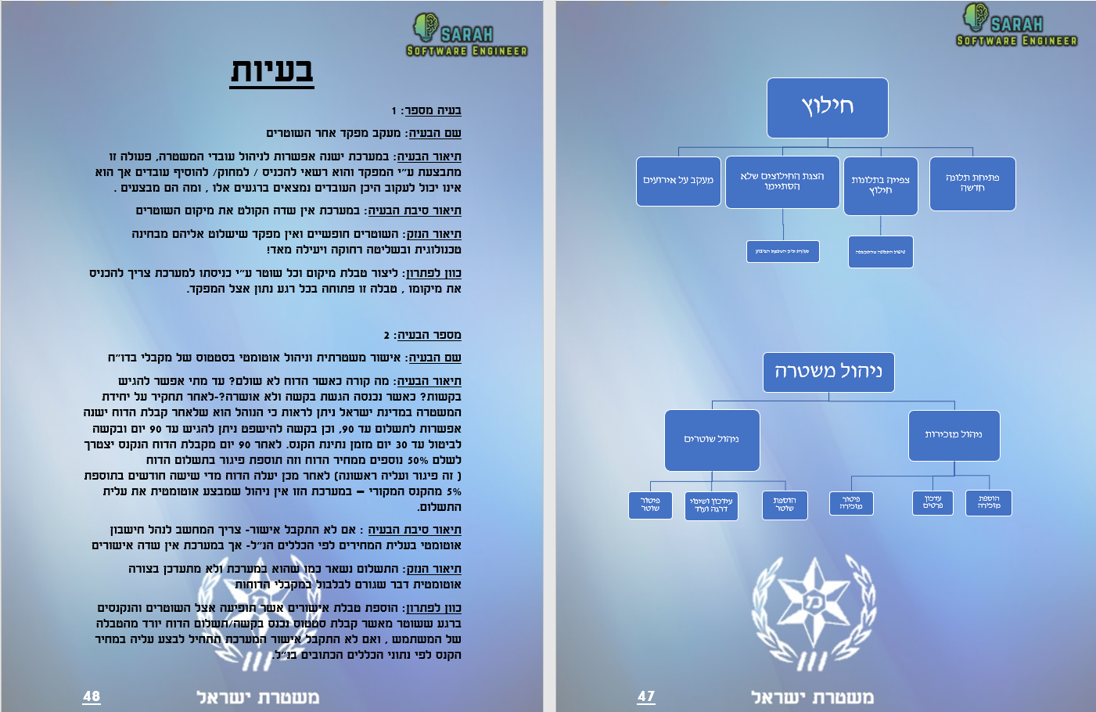 SARAH
SOFTWARE ENGINEER
חילוץ
פתיחת תלונה
חדשה
צפייה בתלונות
חילוץ
הצגת החילוצים שלא
הסתיימו
מעקב על אירועים
ניהול משטרה
ניהול מזכירות
ניהול שוטרים
הוספת
מזכירה
עדכון
פרטים
פיטור
מזכירה
הוספת
שוטר
עדכון ושינוי
דרגה ועוד
פיטור
שוטר
משטרת ישראל
47
SARAH
SOFTWARE ENGINEER
בעיות
בעיה מספר: 1
שם הבעיה: מעקב מפקד אחר השוטרים
תיאור הבעיה: במערכת ישנה אפשרות לניהול עובדי המשטרה, פעולה זו
מתבצעת ע"י המפקד והוא רשאי להכניס / למחוק/ להוסיף עובדים אך הוא
אינו יכול לעקוב היכן העובדים נמצאים ברגעים אלו , ומה הם מבצעים .
תיאור סיבת הבעיה: במערכת אין שדה הקולט את מיקום השוטרים
תיאור הנזק: השוטרים חופשיים ואין מפקד שישלוט אליהם מבחינה
טכנולוגית ובשליטה רחוקה ויעילה מאד!
כוון לפתרון: ליצור טבלת מיקום וכל שוטר ע"י כניסתו למערכת צריך להכניס
את מיקומו , טבלה זו פתוחה בכל רגע נתון אצל המפקד.
מספר הבעיה: 2
שם הבעיה: אישור משטרתית וניהול אוטומטי בסטטוס של מקבלי בדו"ח
תיאור הבעיה: מה קורה כאשר הדוח לא שולם? עד מתי אפשר להגיש
בקשות? כאשר נכנסה הגשת בקשה ולא אושרה?-לאחר תחקיר על יחידת
המשטרה במדינת ישראל ניתן לראות כי הנוהל הוא שלאחר קבלת הדוח ישנה
אפשרות לתשלום עד 90, וכן בקשה להישפט ניתן להגיש עד 90 יום ובקשה
לביטול עד 30 יום מזמן נתינת הקנס. לאחר 90 יום מקבלת הדוח הנקנס יצטרך
לשלם 50% נוספים ממחיר הדוח וזה תוספת פיגור בתשלום הדוח
( זה פיגור ועליה ראשונה) לאחר מכן יעלה הדוח מדי שישה חודשים בתוספת
5% מהקנס המקורי – במערכת הזו אין ניהול שמבצע אוטומטית את עלית
התשלום.
תיאור סיבת הבעיה : אם לא התקבל אישור- צריך המחשב לנהל חישבון
אוטומטי בעלית המחירים לפי הכללים הנ"ל- אך במערכת אין שדה אישורים
תיאור הנזק: התשלום נשאר כמו שהוא במערכת ולא מתעדכן בצורה
אוטומטית דבר שגורם לבלבול במקבלי הדוחות
כוון לפתרון: הוספת טבלת אישורים אשר תופיעה אצל השוטרים והנקנסים
ברגע ששוטר מאשר קבלת סטטוס נכנס בקשה/תשלום הדוח יורד מהטבלה
של המשתמש , ואם לא התקבל אישור המערכת תתחיל לבצע עליה במחיר
הקנס לפי נתוני הכללים הכתובים בנ"ל.
משטרת ישראל
48